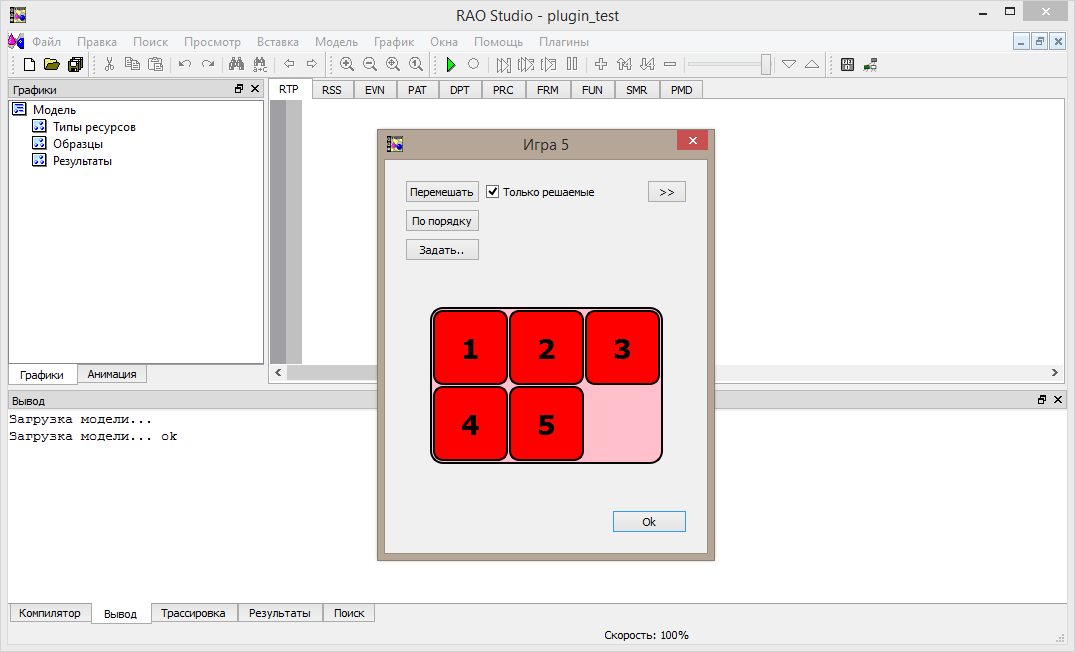 RAO Studio - plugin_test
Файл Правка Поиск Просмотр Вставка Модель График Окна Помощь Плагины
Графики
RTP RSS EVN PAT DPT PRC FRM FUN SMR PMD
Модель
Типы ресурсов
Образцы
Результаты
Игра 5
Перемешать Только решаемые >>
По порядку
Задать..
1 2 3
4 5
Ok
Графики Анимация
Вывод
Загрузка модели...
Загрузка модели... ok
Компилятор Вывод Трассировка Результаты Поиск
Скорость: 100%